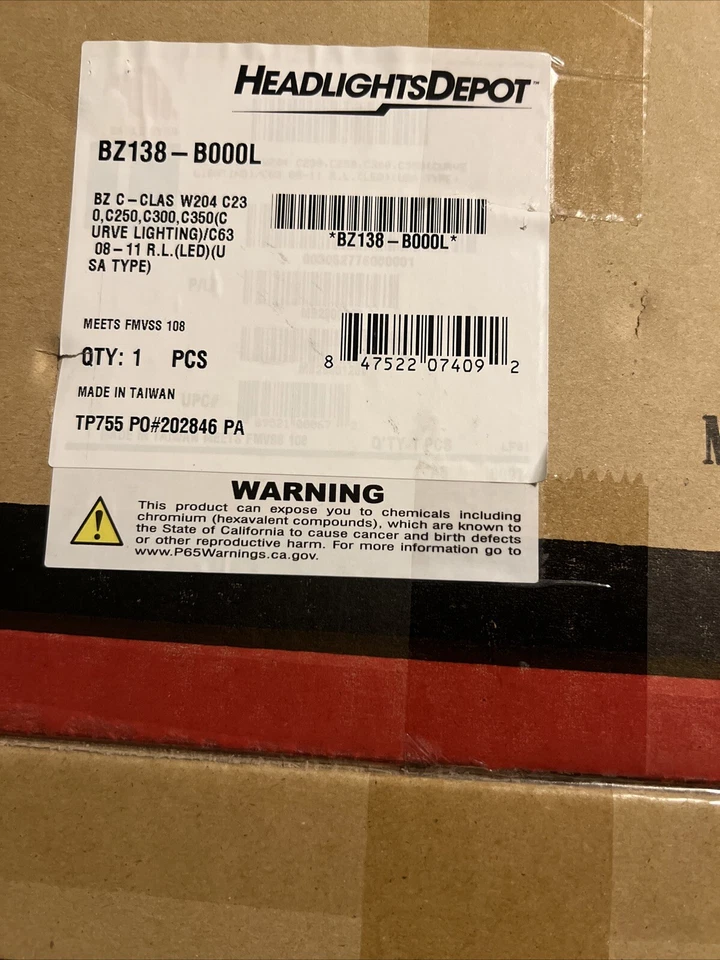 HEADLIGHTSDEPOT™
BZ138-B000L
BZ C-CLAS W204 C23
0,C250,C300,C350(C
URVE LIGHTING)/C63
08-11 R.L.(LED)(U
SA TYPE)
*BZ138-B000L*
MEETS FMVSS 108
QTY: 1 PCS
8 47522 07409 2
MADE IN TAIWAN
TP755 PO#202846 PA
WARNING
This product can expose you to chemicals including
chromium (hexavalent compounds), which are known to
the State of California to cause cancer and birth defects
or other reproductive harm. For more information go to
www.P65Warnings.ca.gov.